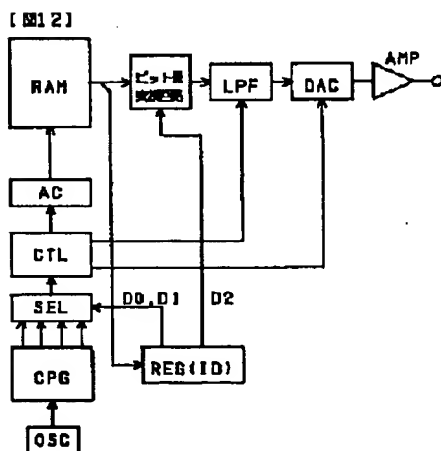 [図12]
RAM
ビット長
変換回路
LPF
DAC
AMP
AC
CTL
SEL
D0,D1
D2
CPG
REG(ID)
OSC